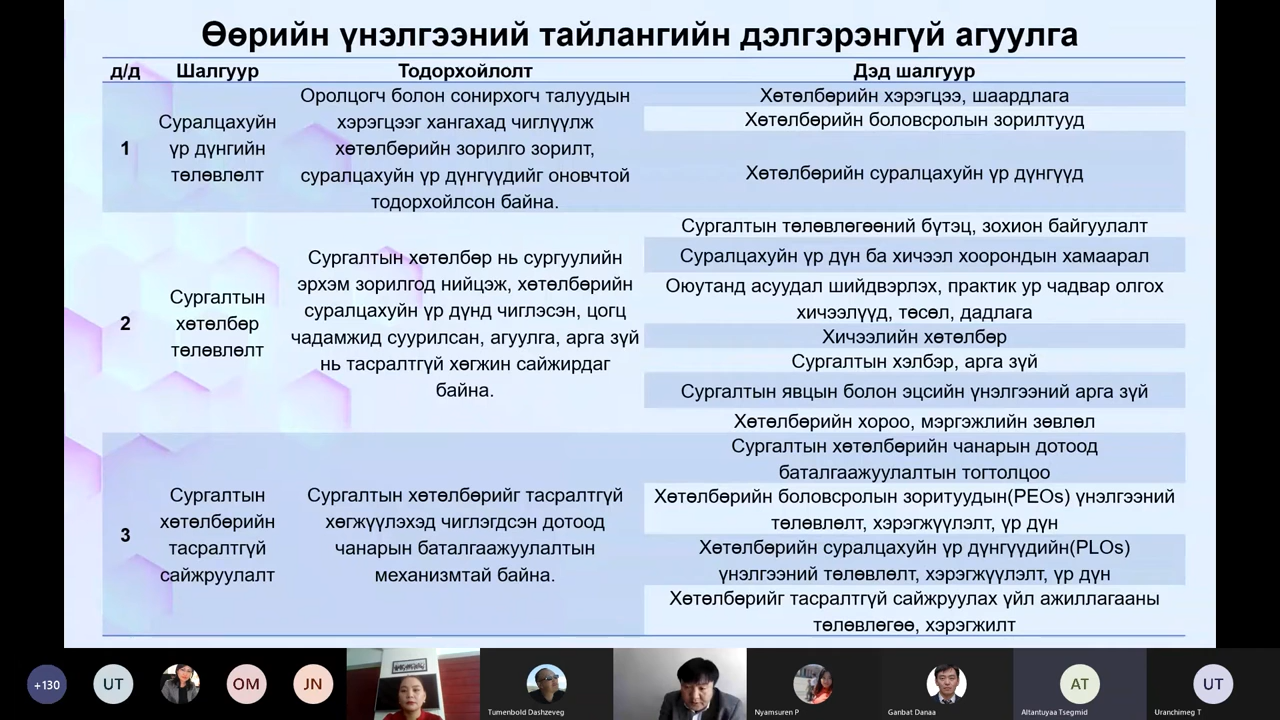 Өөрийн үнэлгээний тайлангийн дэлгэрэнгүй агуулга
д/д Шалгуур Тодорхойлолт Дэд шалгуур
1
Суралцахуйн
үр дүнгийн
төлөвлөлт
Оролцогч болон сонирхогч талуудын
хэрэгцээг хангахад чиглүүлж
хөтөлбөрийн зорилго зорилт,
суралцахуйн үр дүнгүүдийг оновчтой
тодорхойлсон байна.
Хөтөлбөрийн хэрэгцээ, шаардлага
Хөтөлбөрийн боловсролын зорилтууд
Хөтөлбөрийн суралцахуйн үр дүнгүүд
2
Сургалтын
хөтөлбөр
төлөвлөлт
Сургалтын хөтөлбөр нь сургуулийн
эрхэм зорилгод нийцэж, хөтөлбөрийн
суралцахуйн үр дүнд чиглэсэн, цогц
чадамжид суурилсан, агуулга, арга зүй
нь тасралтгүй хөгжин сайжирдаг
байна.
Сургалтын төлөвлөгөөний бүтэц, зохион байгуулалт
Суралцахуйн үр дүн ба хичээл хоорондын хамаарал
Оюутанд асуудал шийдвэрлэх, практик ур чадвар олгох
хичээлүүд, төсөл, дадлага
Хичээлийн хөтөлбөр
Сургалтын хэлбэр, арга зүй
Сургалтын явцын болон эцсийн үнэлгээний арга зүй
Хөтөлбөрийн хороо, мэргэжлийн зөвлөл
3
Сургалтын
хөтөлбөрийн
тасралтгүй
сайжруулалт
Сургалтын хөтөлбөрийг тасралтгүй
хөгжүүлэхэд чиглэгдсэн дотоод
чанарын баталгаажуулалтын
механизмтай байна.
Сургалтын хөтөлбөрийн чанарын дотоод
баталгаажуулалтын тогтолцоо
Хөтөлбөрийн боловсролын зоритуудын(PEOs) үнэлгээний
төлөвлөлт, хэрэгжүүлэлт, үр дүн
Хөтөлбөрийн суралцахуйн үр дүнгүүдийн(PLOs)
үнэлгээний төлөвлөлт, хэрэгжүүлэлт, үр дүн
Хөтөлбөрийг тасралтгүй сайжруулах үйл ажиллагааны
төлөвлөгөө, хэрэгжилт
+130 UT OM JN AT UT
Tumenbold Dashzeveg Nyamsuren P Ganbat Danaa Altantuyaa Tsegmid Uranchimeg T